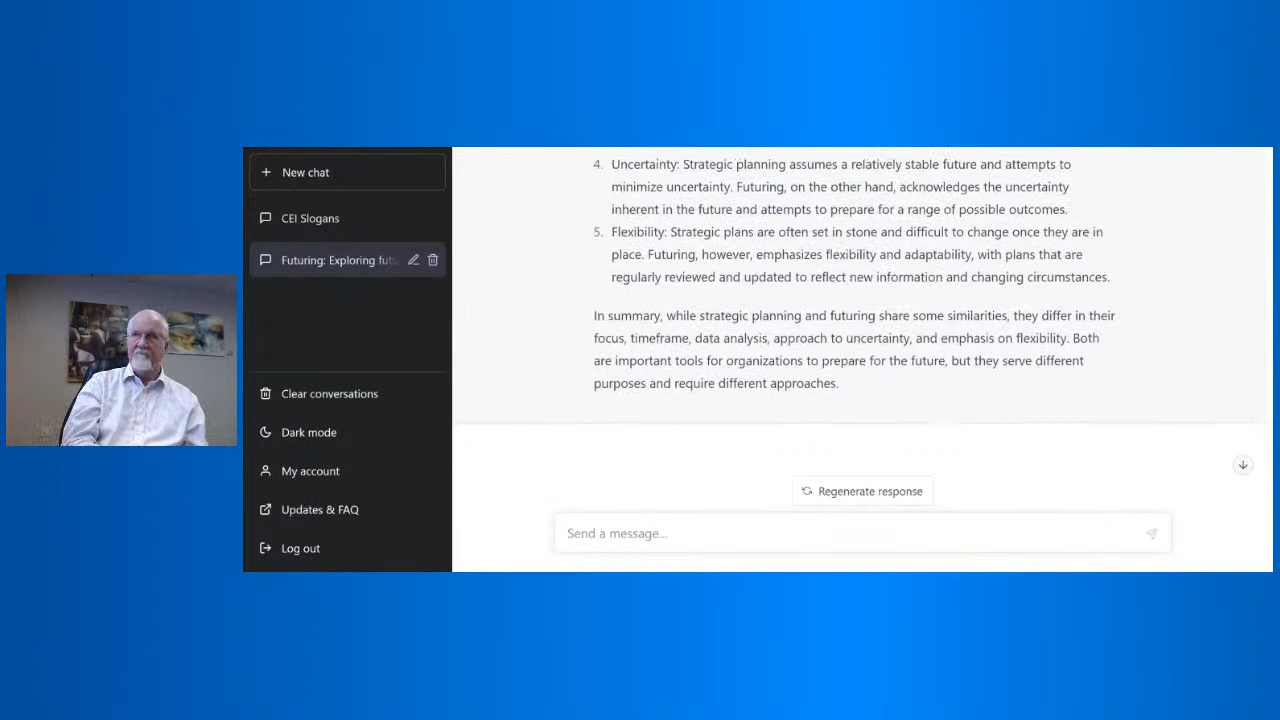 New chat
CEI Slogans
Futuring: Exploring futu
Clear conversations
Dark mode
My account
Updates & FAQ
Log out
4. Uncertainty: Strategic planning assumes a relatively stable future and attempts to
minimize uncertainty. Futuring, on the other hand, acknowledges the uncertainty
inherent in the future and attempts to prepare for a range of possible outcomes.
5. Flexibility: Strategic plans are often set in stone and difficult to change once they are in
place. Futuring, however, emphasizes flexibility and adaptability, with plans that are
regularly reviewed and updated to reflect new information and changing circumstances.
In summary, while strategic planning and futuring share some similarities, they differ in their
focus, timeframe, data analysis, approach to uncertainty, and emphasis on flexibility. Both
are important tools for organizations to prepare for the future, but they serve different
purposes and require different approaches.
Regenerate response
Send a message...